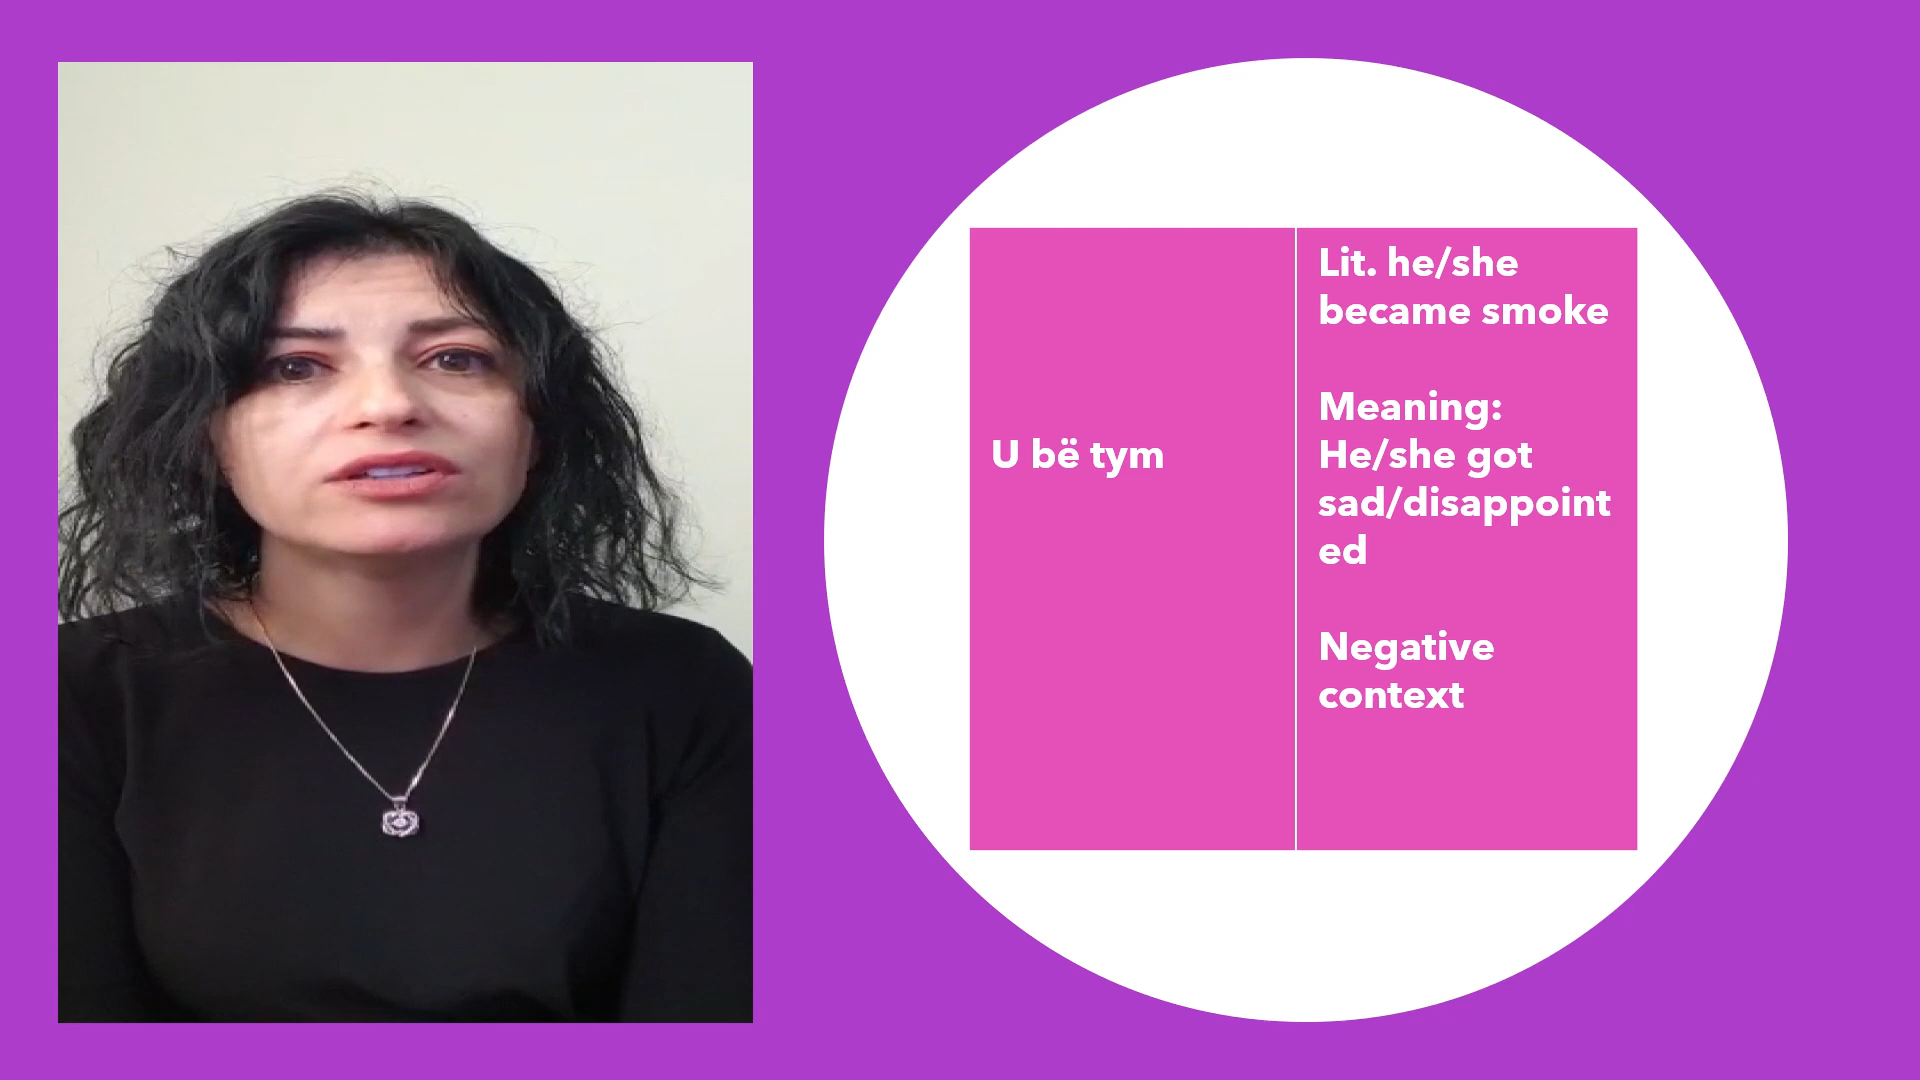 U bë tym
Lit. he/she
became smoke
Meaning:
He/she got
sad/disappoint
ed
Negative
context